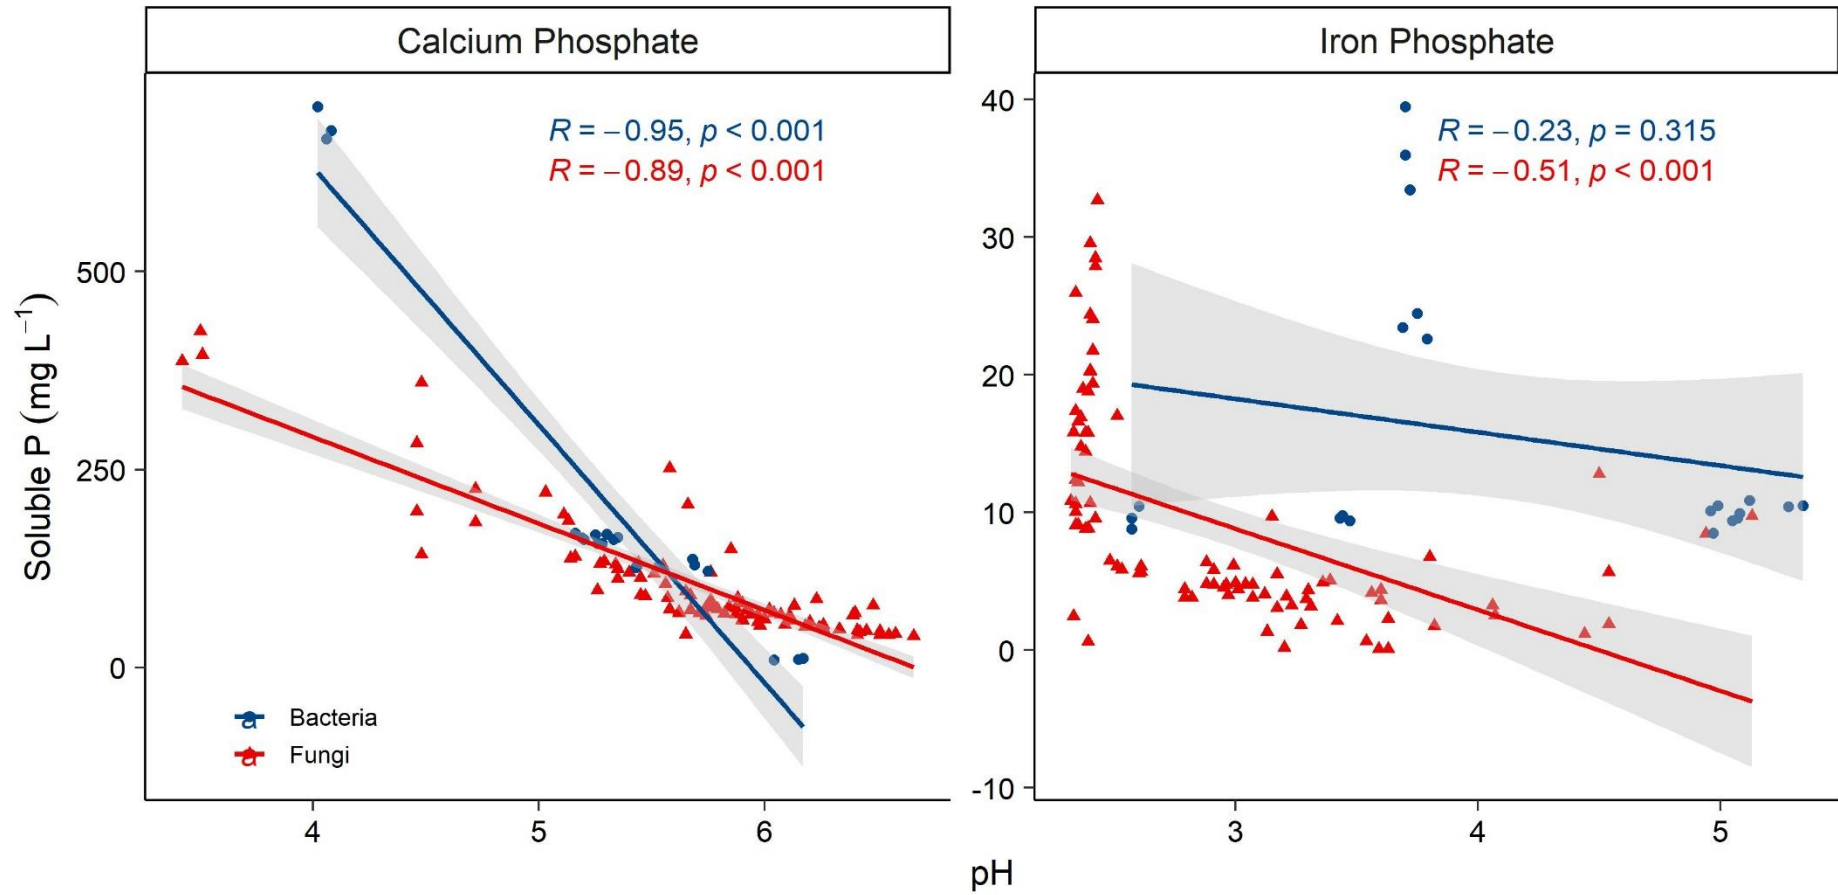 Calcium Phosphate
Iron Phosphate
R = −0.95, p < 0.001
R = −0.89, p < 0.001
R = −0.23, p = 0.315
R = −0.51, p < 0.001
Soluble P (mg L⁻¹)
500
250
0
40
30
20
10
0
-10
a Bacteria
a Fungi
4 5 6
3 4 5
pH